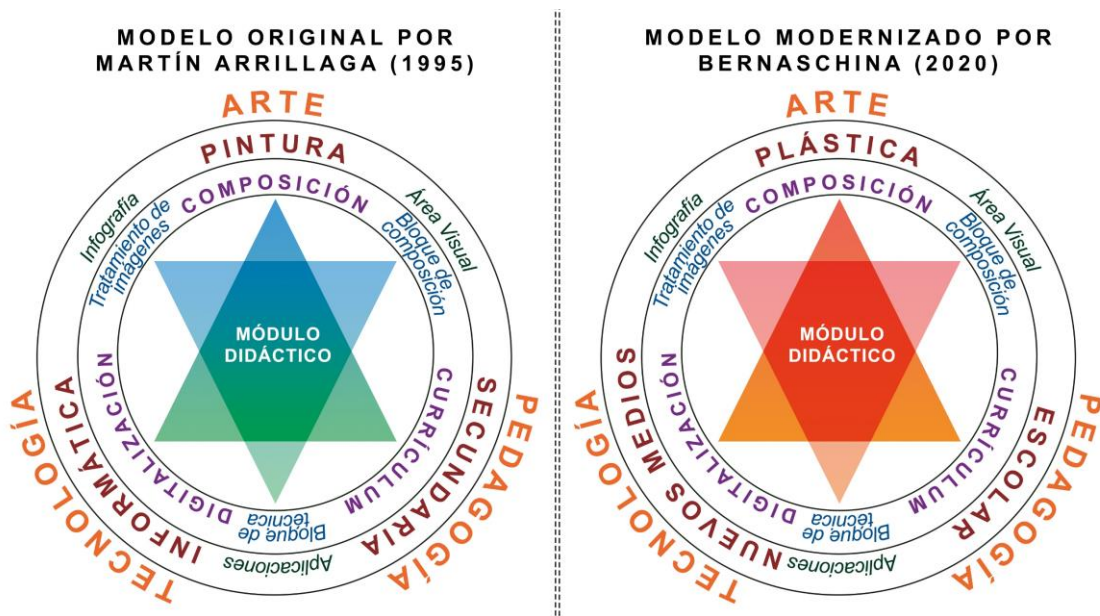 MODELO ORIGINAL POR
MARTÍN ARRILLAGA (1995)
ARTE
PINTURA
COMPOSICIÓN
Infografía
Tratamiento de
imágenes
Área Visual
Bloque de
composición
MÓDULO
DIDÁCTICO
TECNOLOGÍA
INFORMÁTICA
DIGITALIZACIÓN
CURRÍCULUM
SECUNDARIA
PEDAGOGÍA
Bloque de
técnica
Aplicaciones
MODELO MODERNIZADO POR
BERNASCHINA (2020)
ARTE
PLÁSTICA
COMPOSICIÓN
Infografía
Tratamiento de
imágenes
Área Visual
Bloque de
composición
MÓDULO
DIDÁCTICO
TECNOLOGÍA
NUEVOS MEDIOS
DIGITALIZACIÓN
CURRÍCULUM
ESCOLAR
PEDAGOGÍA
Bloque de
técnica
Aplicaciones